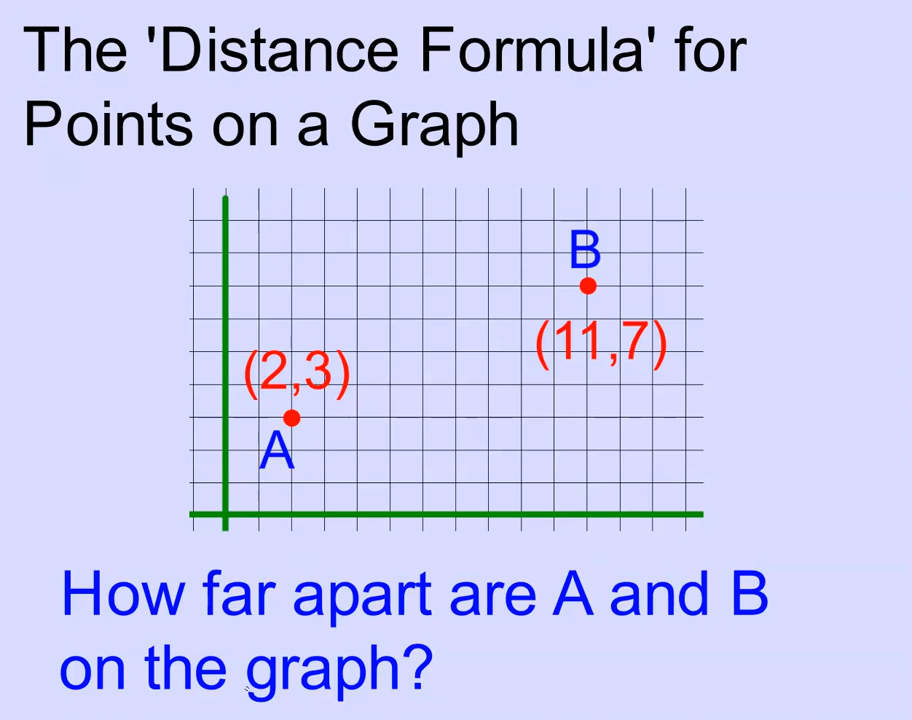 The 'Distance Formula' for
Points on a Graph
B
(11,7)
(2,3)
A
How far apart are A and B
on the graph?